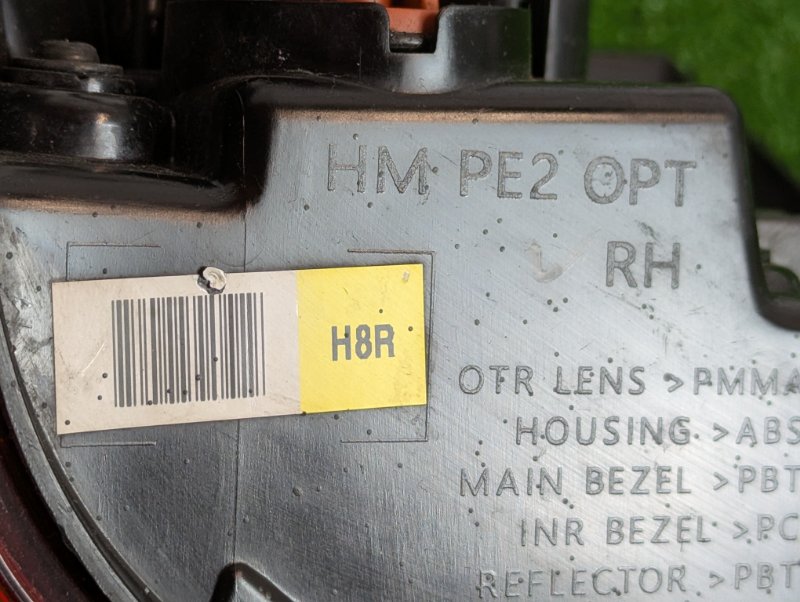 HM PE2 OPT
RH
H8R
OTR LENS >PMMA
HOUSING >ABS
MAIN BEZEL >PBT
INR BEZEL >PC
REFLECTOR >PBT